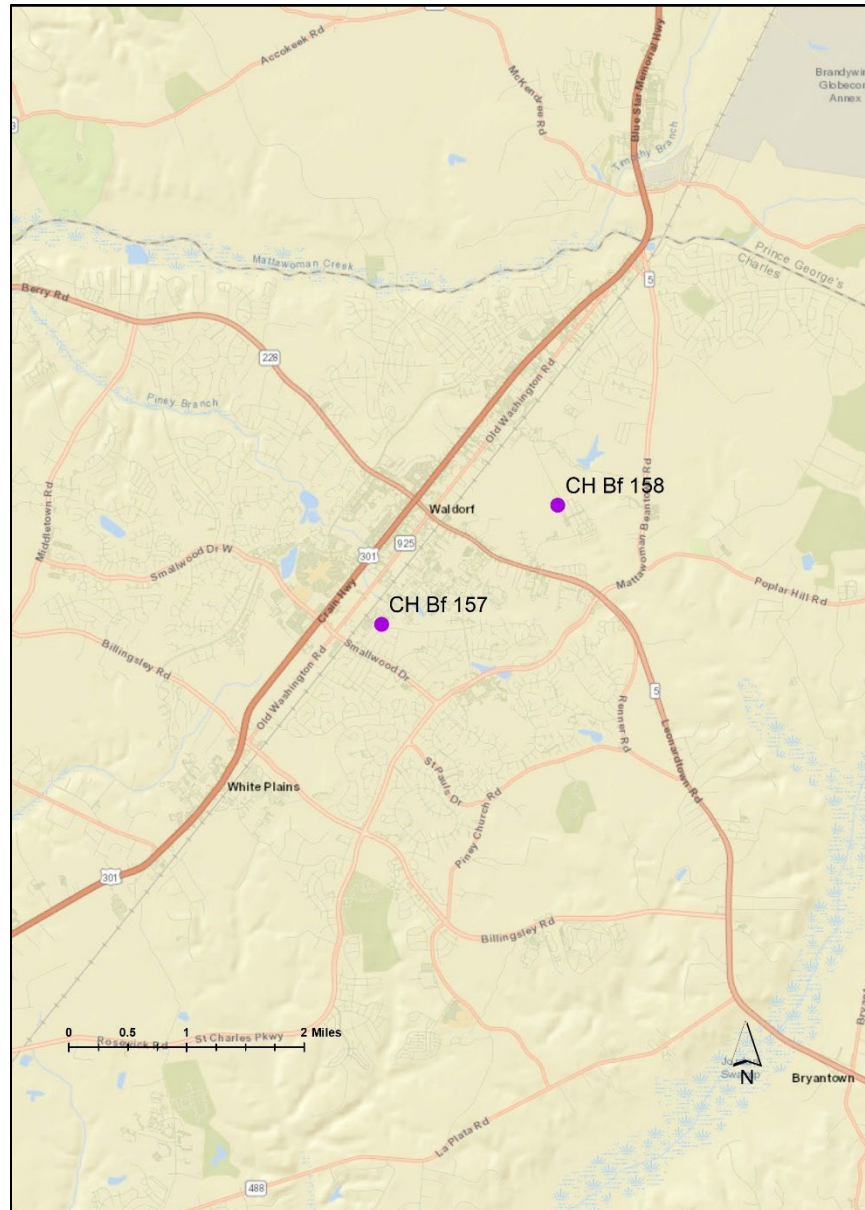 Accokeek Rd
McKendree Rd
Blue Star Memorial Hwy
Timothy Branch
Annex
Mattawoman Creek
Prince George's
Charles
5
Berry Rd
228
Piney Branch
Old Washington Rd
Middletown Rd
CH Bf 158
Waldorf
925
301
Mattawoman Beantown Rd
Smallwood Dr W
Crain Hwy
Poplar Hill Rd
CH Bf 157
Billingsley Rd
Smallwood Dr
Old Washington Rd
Renner Rd
5
Leonardtown Rd
St Pauls Dr
White Plains
Piney Church Rd
301
Billingsley Rd
0 0.5 1 2 Miles
Rosewick Rd
St Charles Pkwy
N
Bryantown
La Plata Rd
488